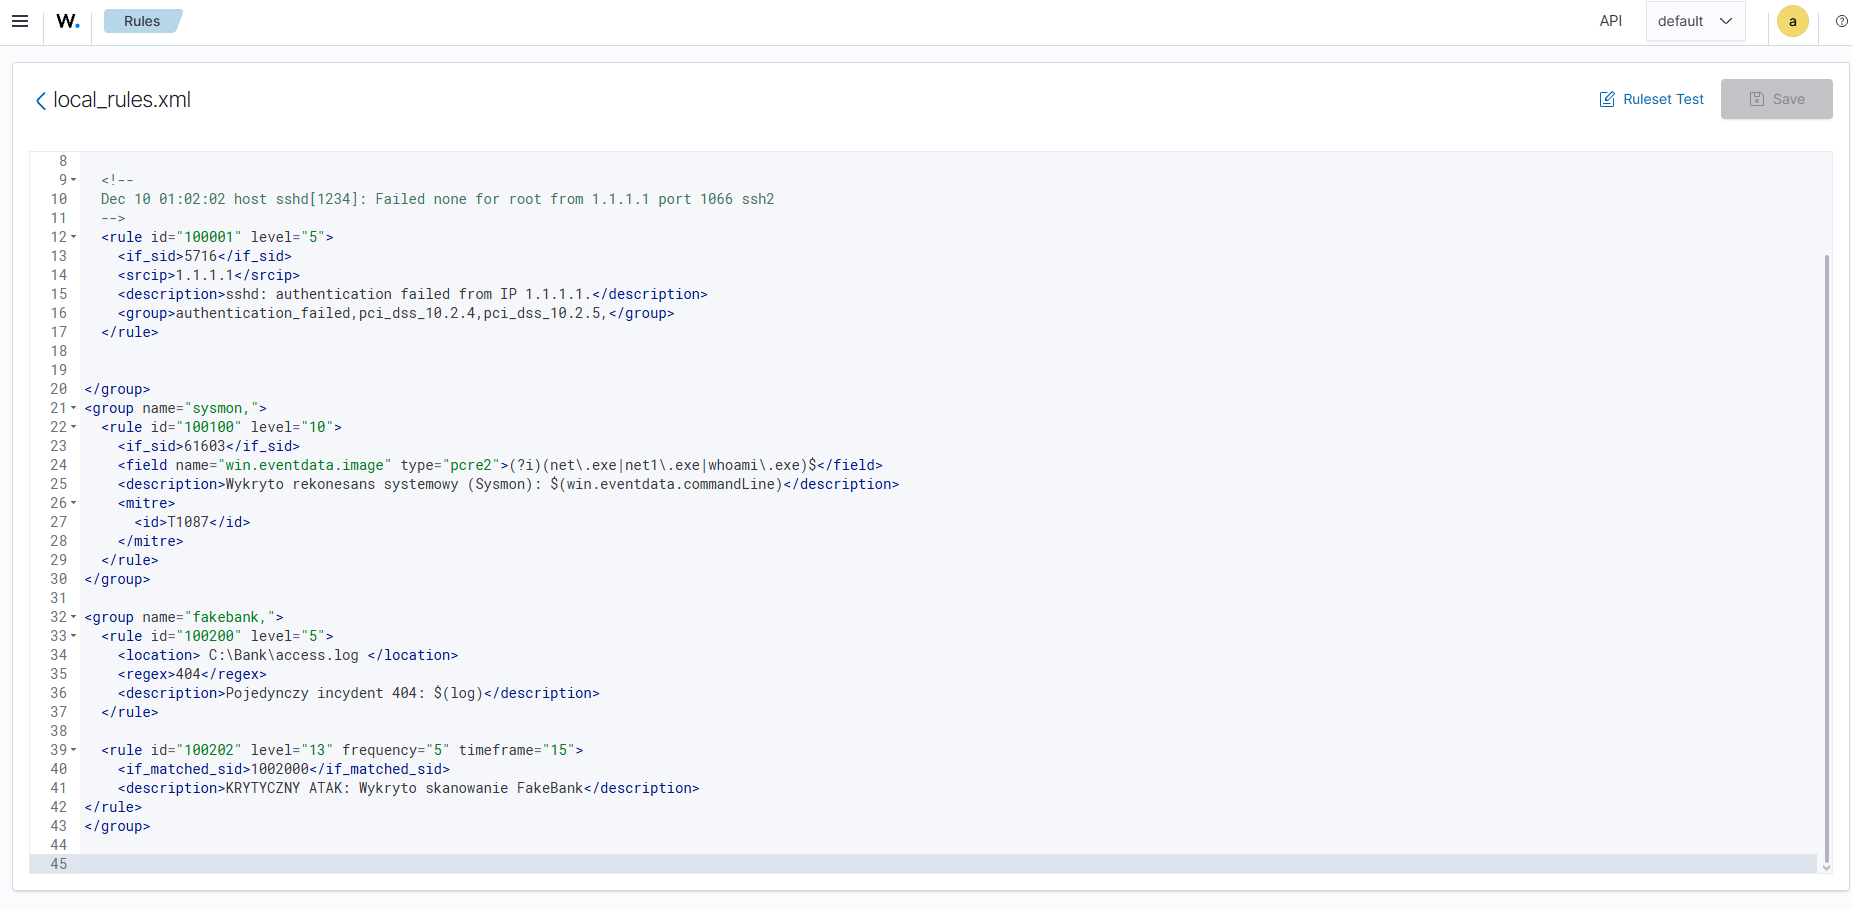 W. Rules API default a
local_rules.xml Ruleset Test Save
8
9 <!--
10 Dec 10 01:02:02 host sshd[1234]: Failed none for root from 1.1.1.1 port 1066 ssh2
11 -->
12 <rule id="100001" level="5">
13 <if_sid>5716</if_sid>
14 <srcip>1.1.1.1</srcip>
15 <description>sshd: authentication failed from IP 1.1.1.1.</description>
16 <group>authentication_failed,pci_dss_10.2.4,pci_dss_10.2.5,</group>
17 </rule>
18
19
20 </group>
21 <group name="sysmon,">
22 <rule id="100100" level="10">
23 <if_sid>61603</if_sid>
24 <field name="win.eventdata.image" type="pcre2">(?i)(net\.exe|net1\.exe|whoami\.exe)$</field>
25 <description>Wykryto rekonesans systemowy (Sysmon): $(win.eventdata.commandLine)</description>
26 <mitre>
27 <id>T1087</id>
28 </mitre>
29 </rule>
30 </group>
31
32 <group name="fakebank,">
33 <rule id="100200" level="5">
34 <location> C:\Bank\access.log </location>
35 <regex>404</regex>
36 <description>Pojedynczy incydent 404: $(log)</description>
37 </rule>
38
39 <rule id="100202" level="13" frequency="5" timeframe="15">
40 <if_matched_sid>1002000</if_matched_sid>
41 <description>KRYTYCZNY ATAK: Wykryto skanowanie FakeBank</description>
42 </rule>
43 </group>
44
45